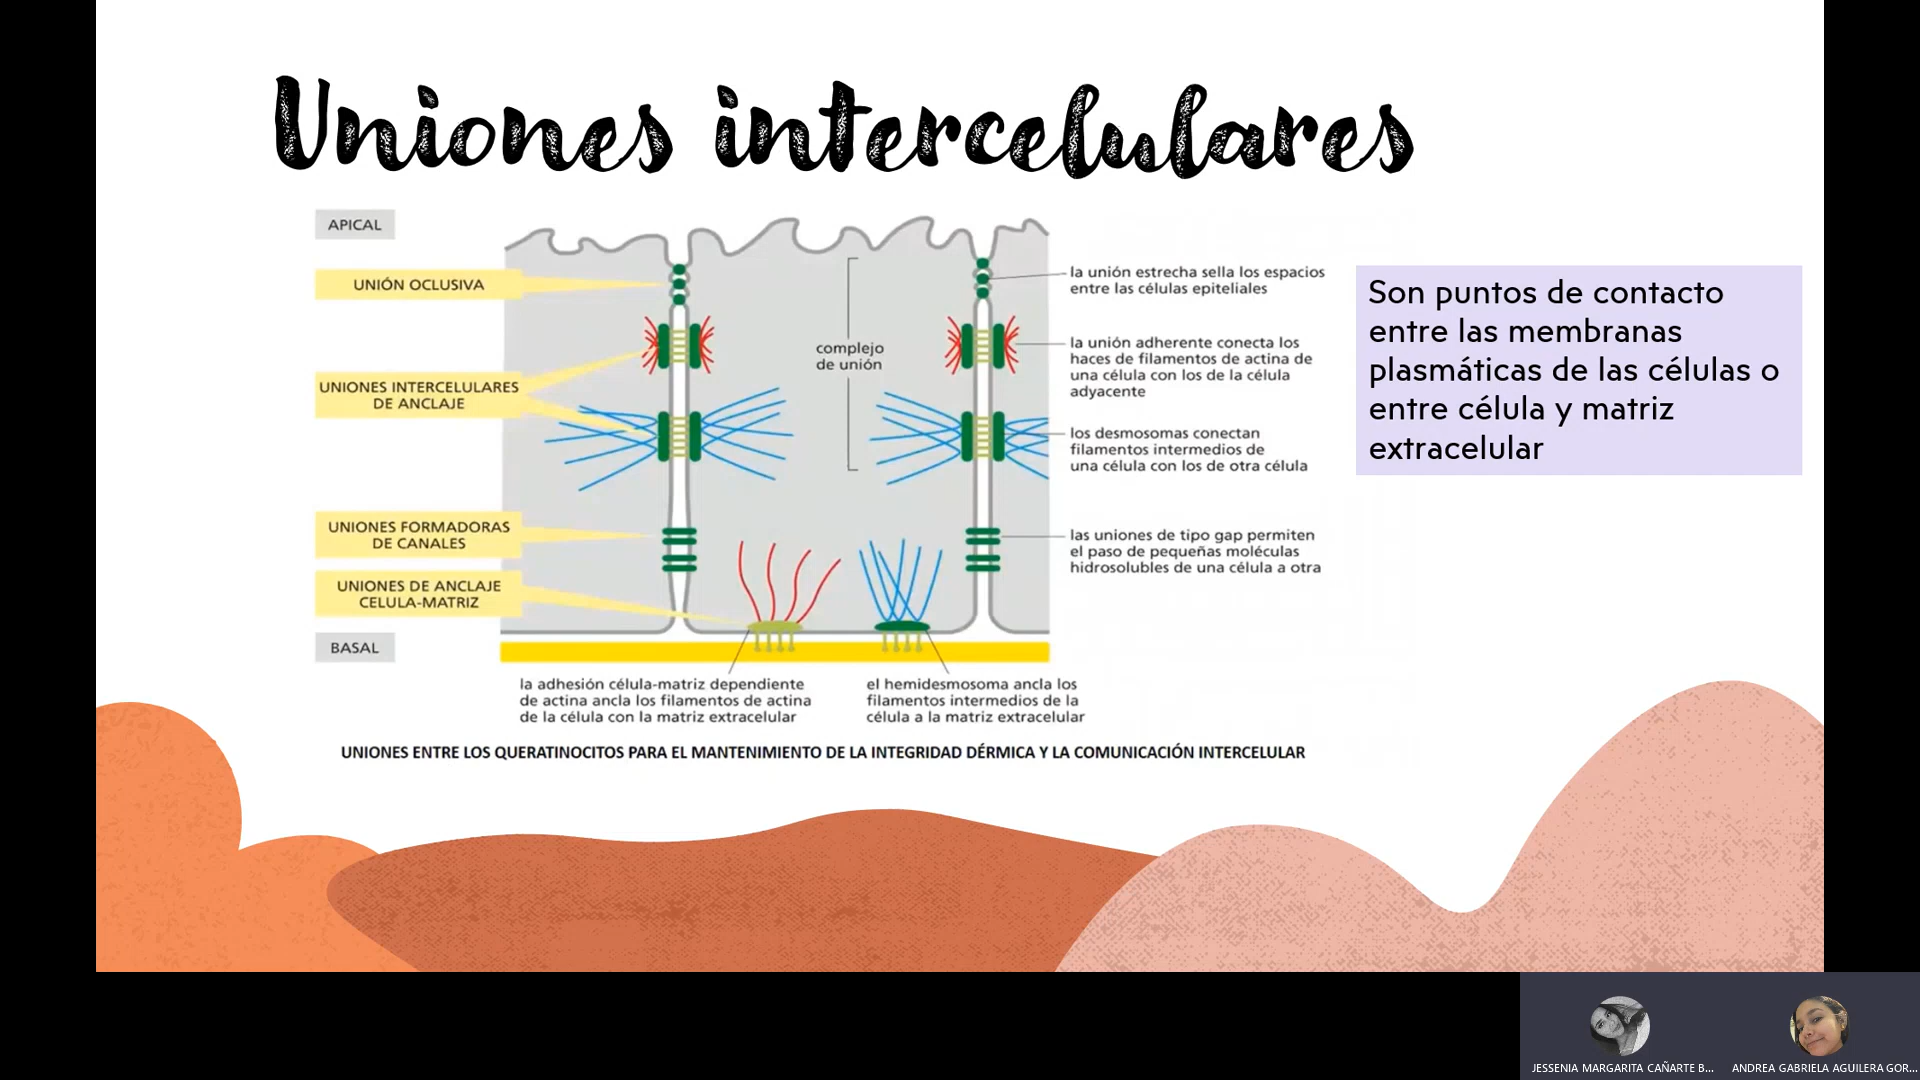 Uniones intercelulares
APICAL
UNIÓN OCLUSIVA
UNIONES INTERCELULARES
DE ANCLAJE
UNIONES FORMADORAS
DE CANALES
UNIONES DE ANCLAJE
CELULA-MATRIZ
BASAL
complejo
de unión
la unión estrecha sella los espacios
entre las células epiteliales
la unión adherente conecta los
haces de filamentos de actina de
una célula con los de la célula
adyacente
los desmosomas conectan
filamentos intermedios de
una célula con los de otra célula
las uniones de tipo gap permiten
el paso de pequeñas moléculas
hidrosolubles de una célula a otra
la adhesión célula-matriz dependiente
de actina ancla los filamentos de actina
de la célula con la matriz extracelular
el hemidesmosoma ancla los
filamentos intermedios de la
célula a la matriz extracelular
UNIONES ENTRE LOS QUERATINOCITOS PARA EL MANTENIMIENTO DE LA INTEGRIDAD DÉRMICA Y LA COMUNICACIÓN INTERCELULAR
Son puntos de contacto
entre las membranas
plasmáticas de las células o
entre célula y matriz
extracelular
JESSENIA MARGARITA CAÑARTE B...
ANDREA GABRIELA AGUILERA GOR...